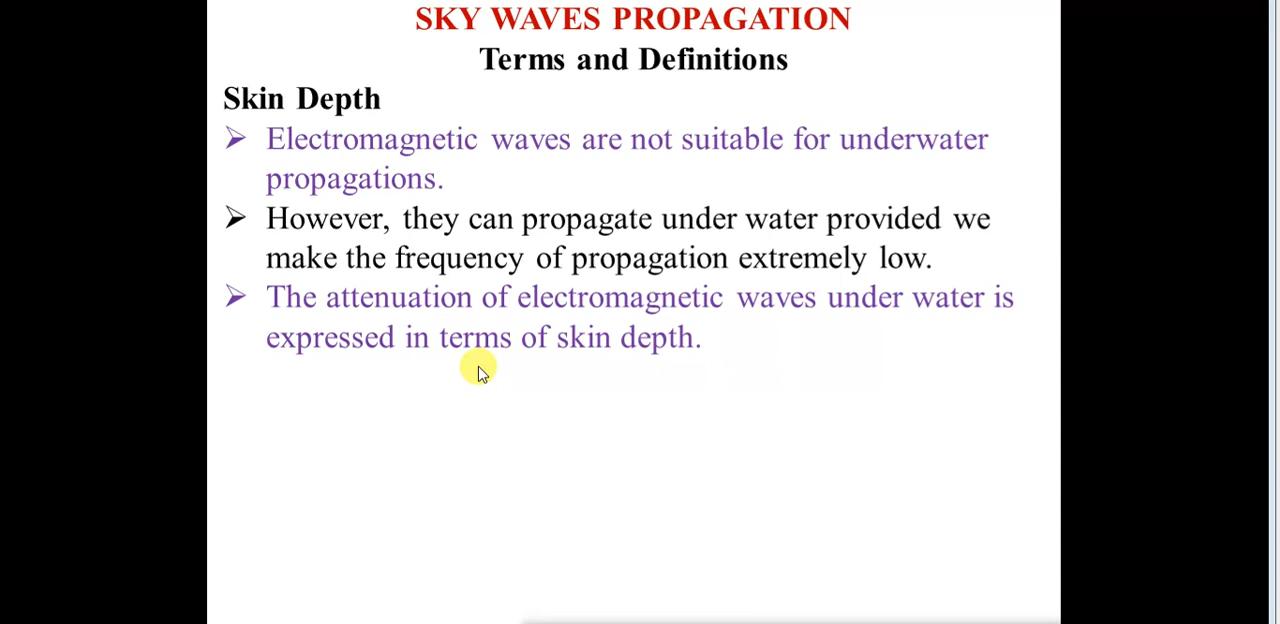 SKY WAVES PROPAGATION
Terms and Definitions
Skin Depth
➢ Electromagnetic waves are not suitable for underwater
propagations.
➢ However, they can propagate under water provided we
make the frequency of propagation extremely low.
➢ The attenuation of electromagnetic waves under water is
expressed in terms of skin depth.